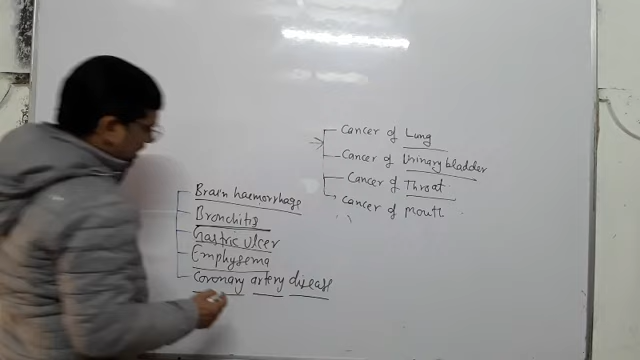 Cancer of Lung
Cancer of Urinary bladder
Cancer of Throat
Cancer of Mouth
Brain haemorrhage
Bronchitis
Gastric ulcer
Emphysema
Coronary artery disease